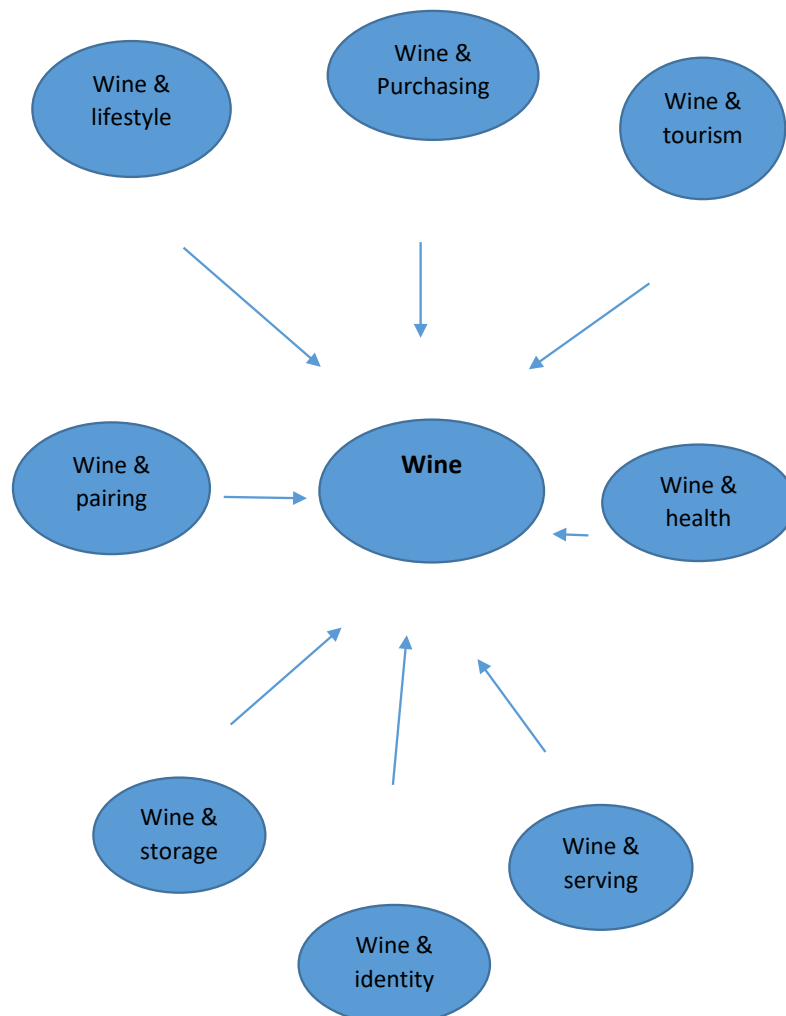 Wine &
lifestyle
Wine &
Purchasing
Wine &
tourism
Wine &
pairing
Wine
Wine &
health
Wine &
storage
Wine &
serving
Wine &
identity